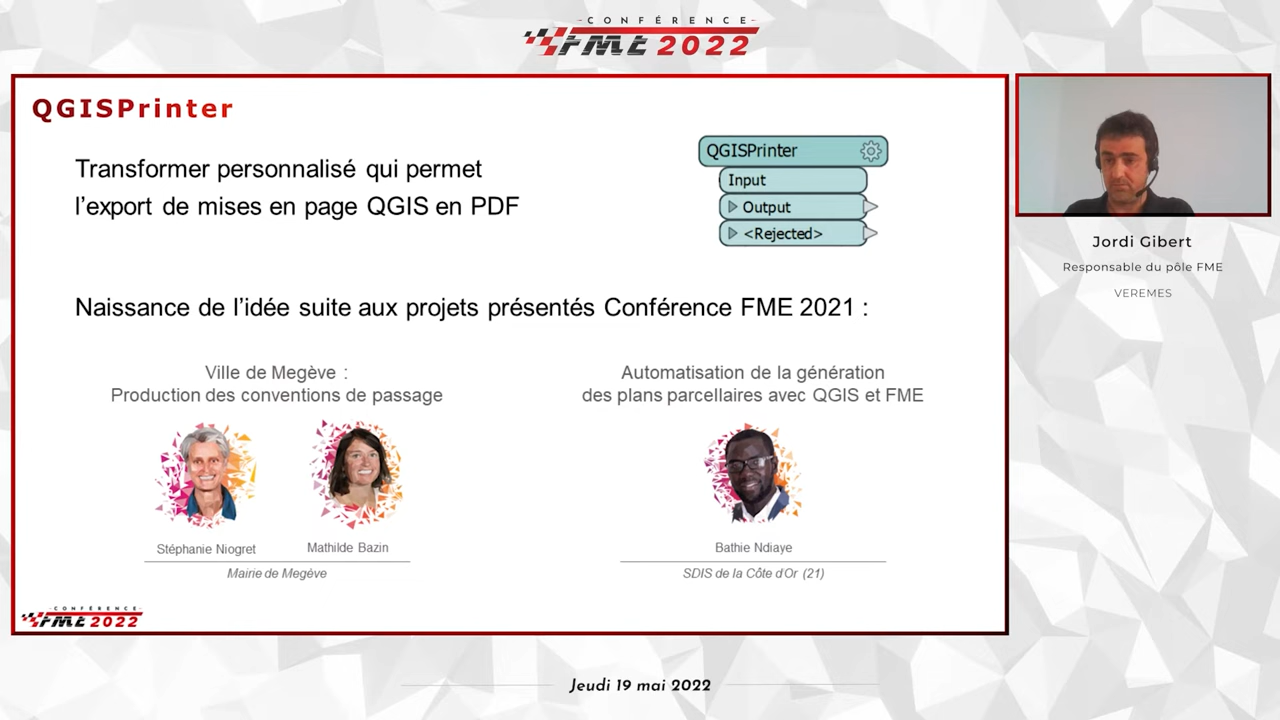 CONFÉRENCE
FME 2022
QGISPrinter
Transformer personnalisé qui permet
l'export de mises en page QGIS en PDF
QGISPrinter
Input
Output
<Rejected>
Naissance de l'idée suite aux projets présentés Conférence FME 2021 :
Ville de Megève :
Production des conventions de passage
Stéphanie Niogret
Mathilde Bazin
Mairie de Megève
Automatisation de la génération
des plans parcellaires avec QGIS et FME
Bathie Ndiaye
SDIS de la Côte d'Or (21)
CONFÉRENCE
FME 2022
Jordi Gibert
Responsable du pôle FME
VEREMES
Jeudi 19 mai 2022